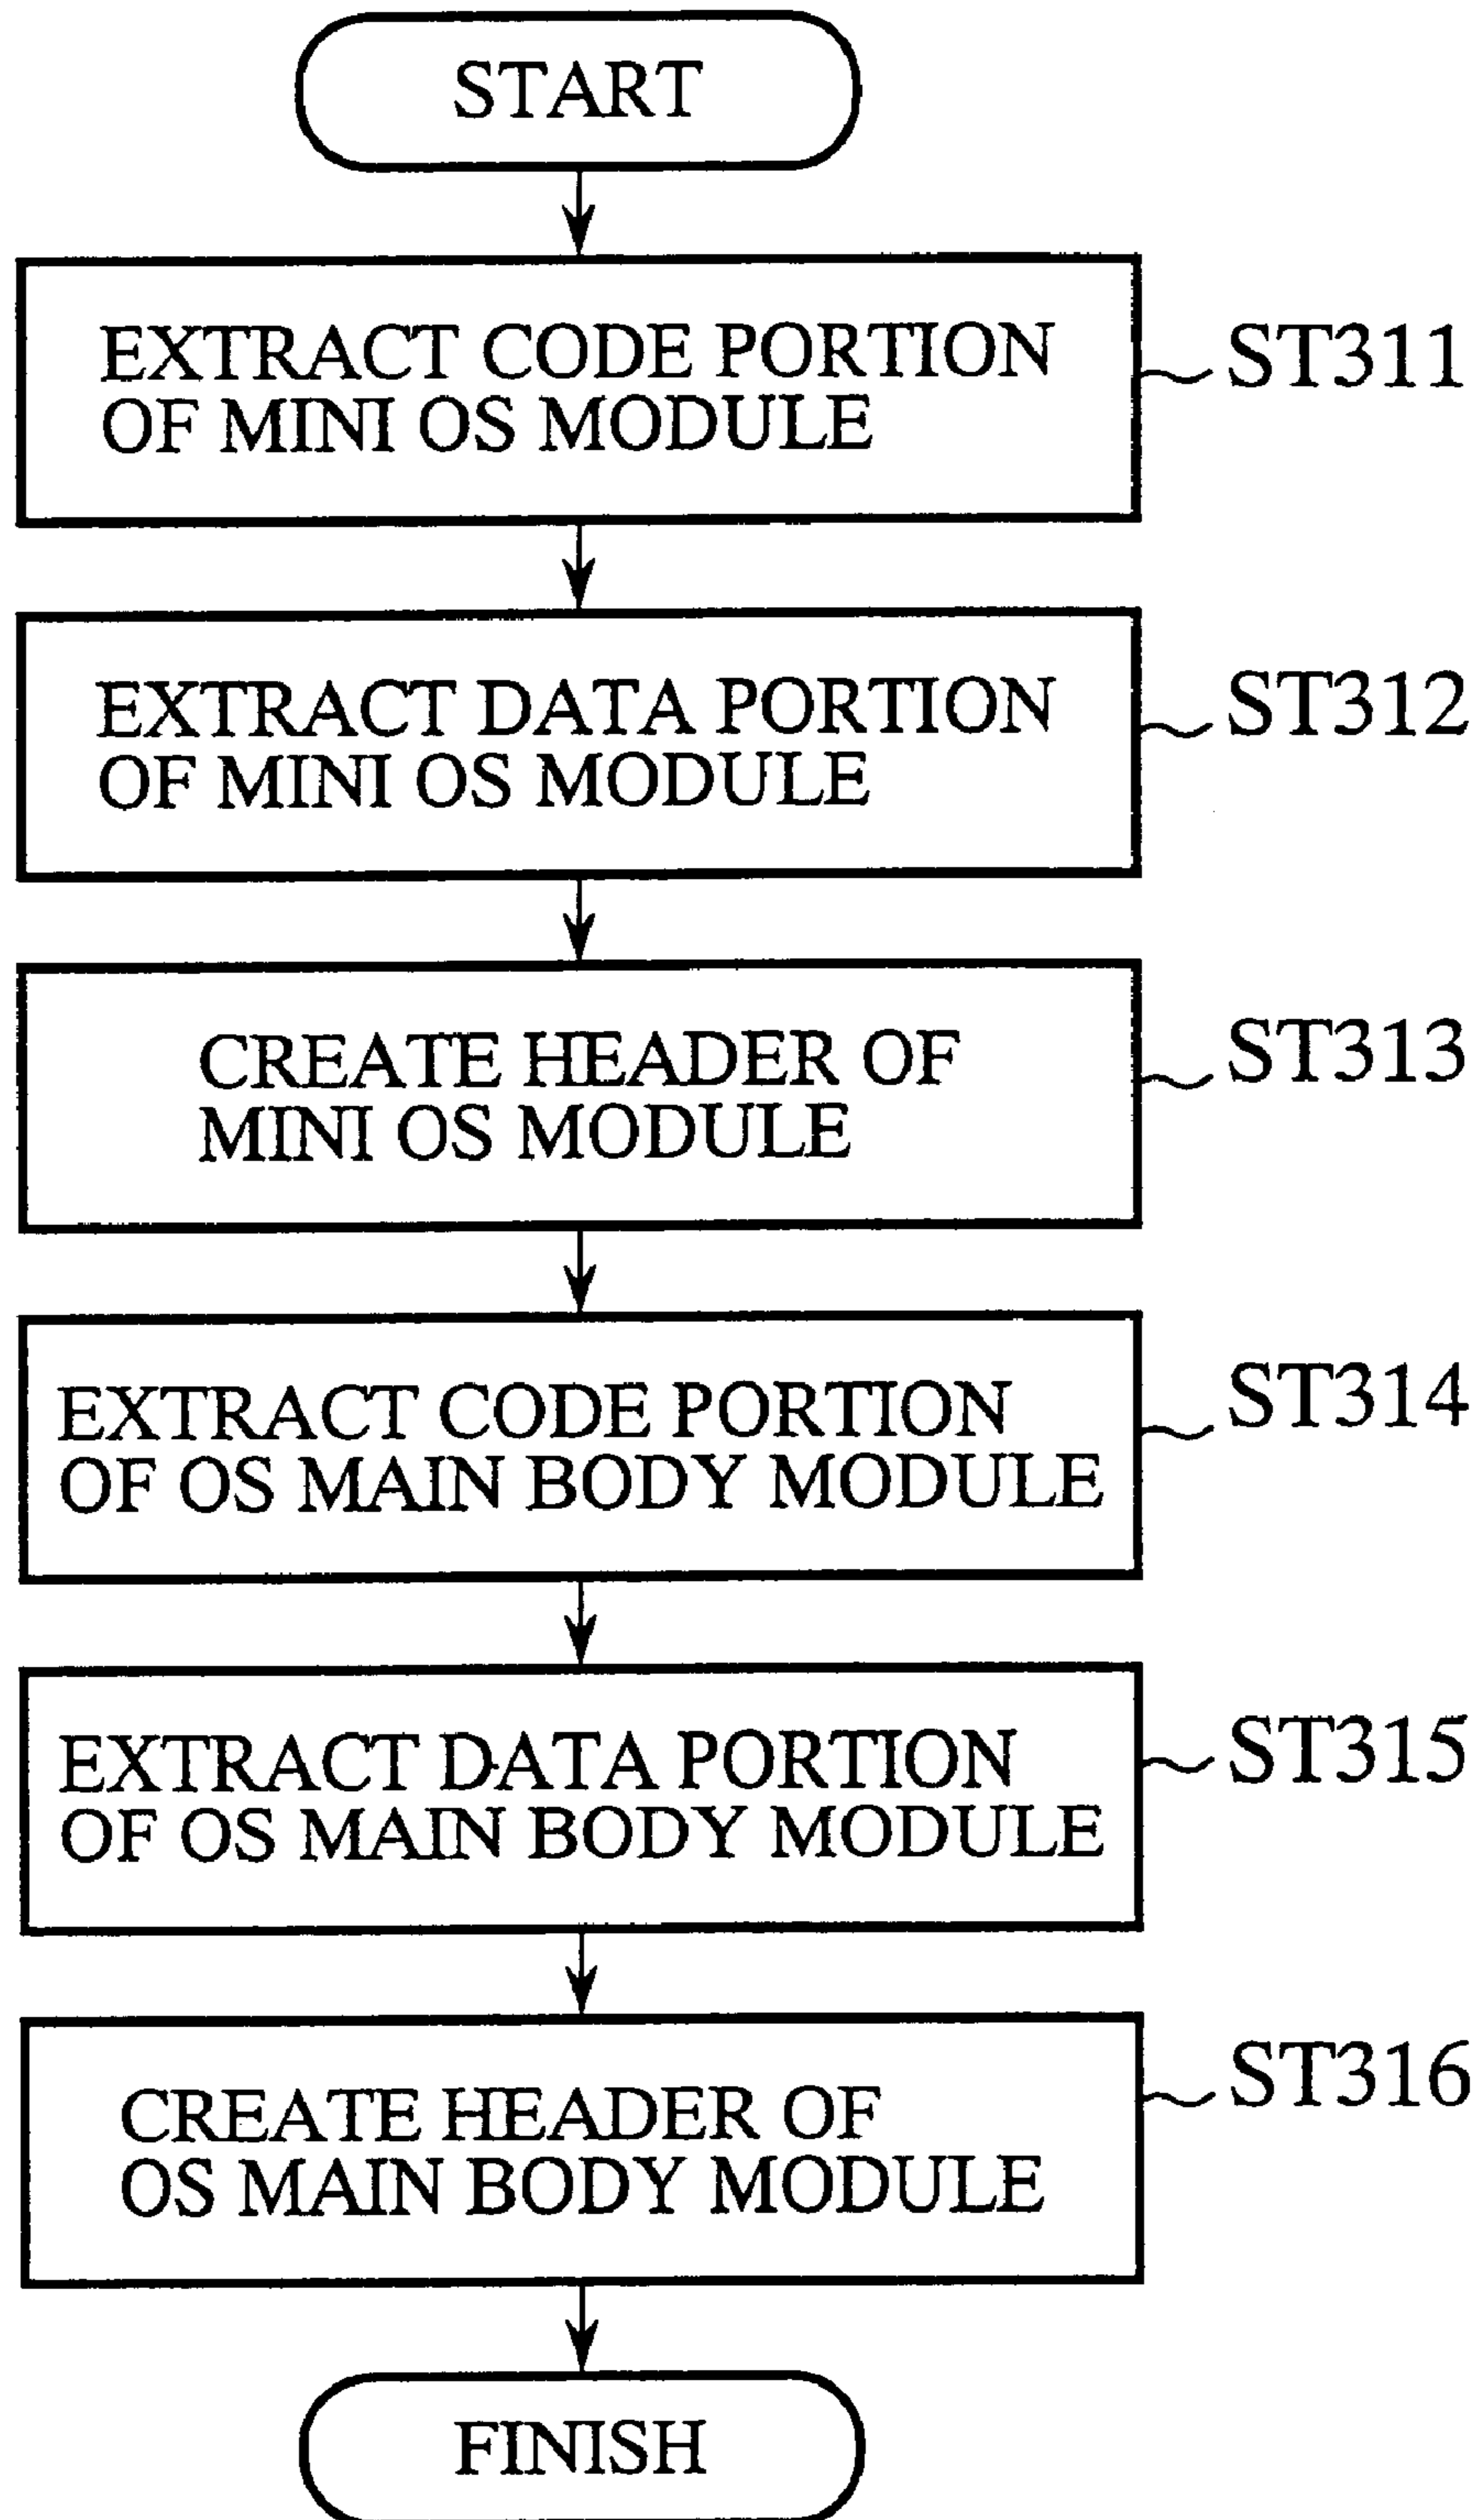 START
EXTRACT CODE PORTION
OF MINI OS MODULE
ST311
EXTRACT DATA PORTION
OF MINI OS MODULE
ST312
CREATE HEADER OF
MINI OS MODULE
ST313
EXTRACT CODE PORTION
OF OS MAIN BODY MODULE
ST314
EXTRACT DATA PORTION
OF OS MAIN BODY MODULE
ST315
CREATE HEADER OF
OS MAIN BODY MODULE
ST316
FINISH